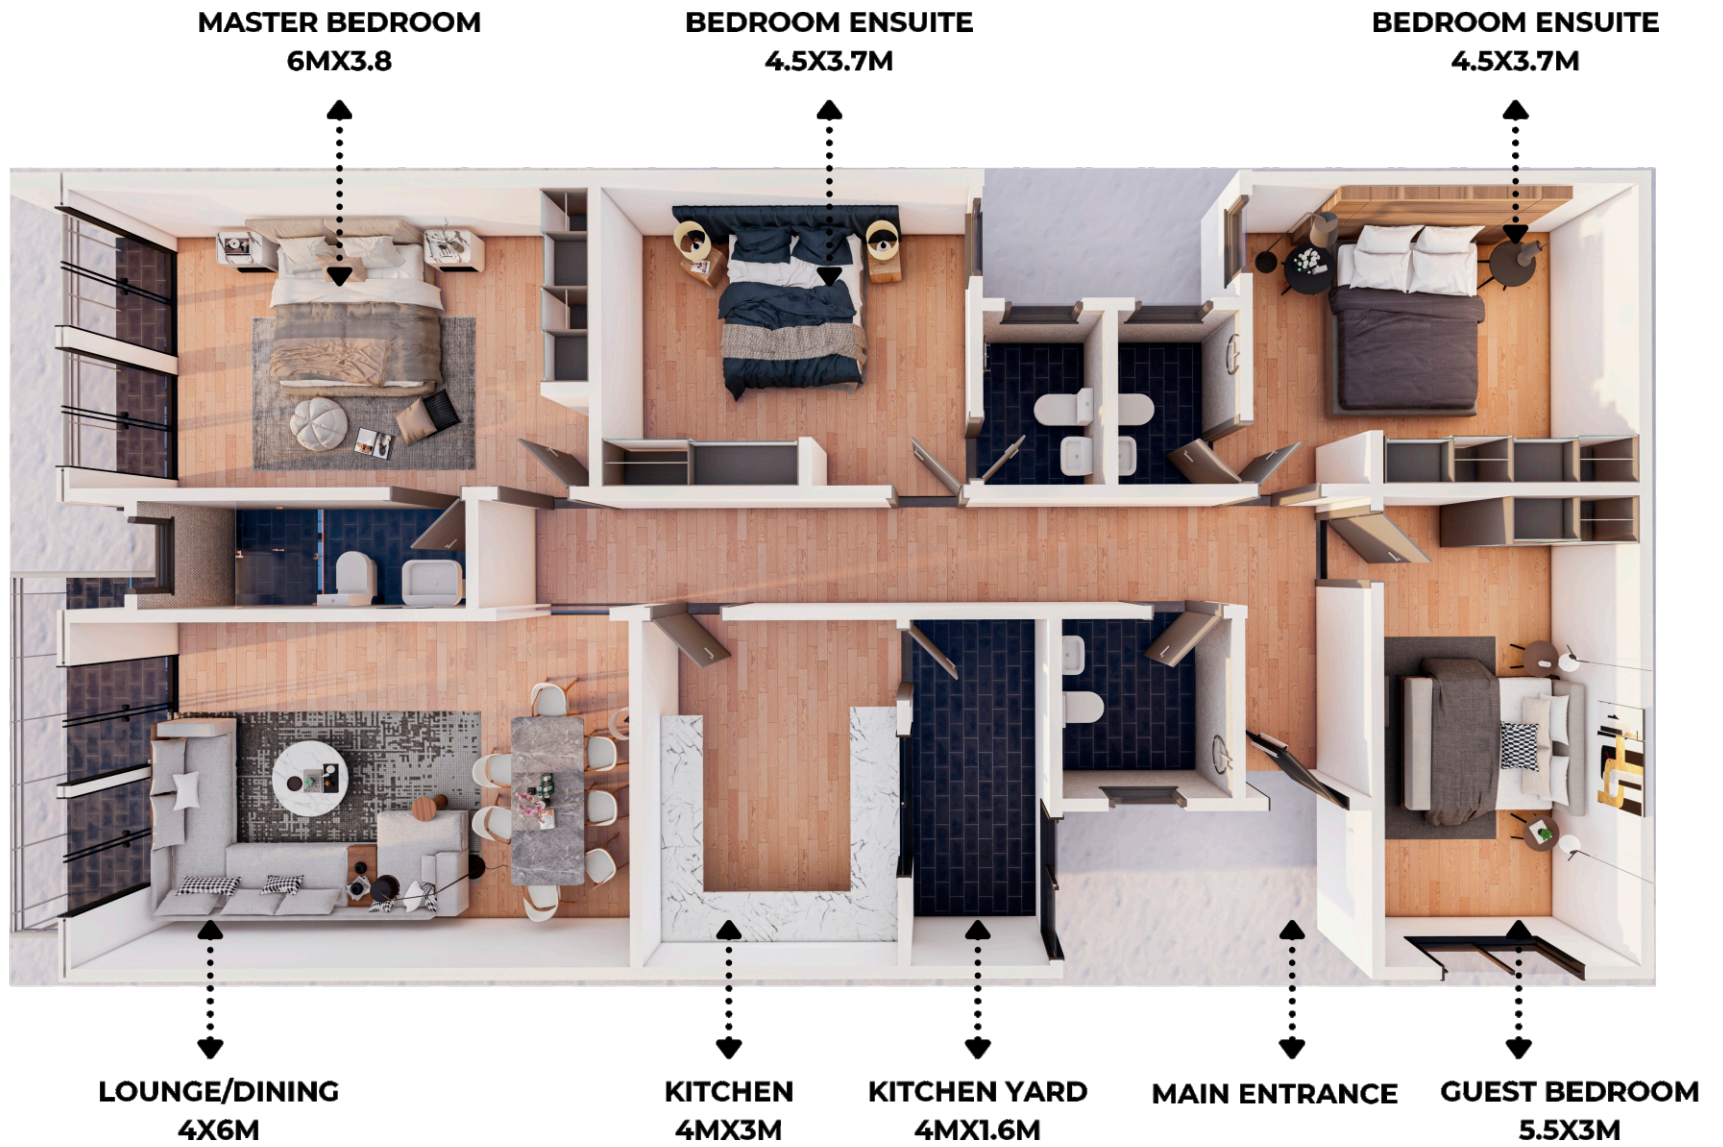 MASTER BEDROOM
6MX3.8
BEDROOM ENSUITE
4.5X3.7M
BEDROOM ENSUITE
4.5X3.7M
LOUNGE/DINING
4X6M
KITCHEN
4MX3M
KITCHEN YARD
4MX1.6M
MAIN ENTRANCE
GUEST BEDROOM
5.5X3M